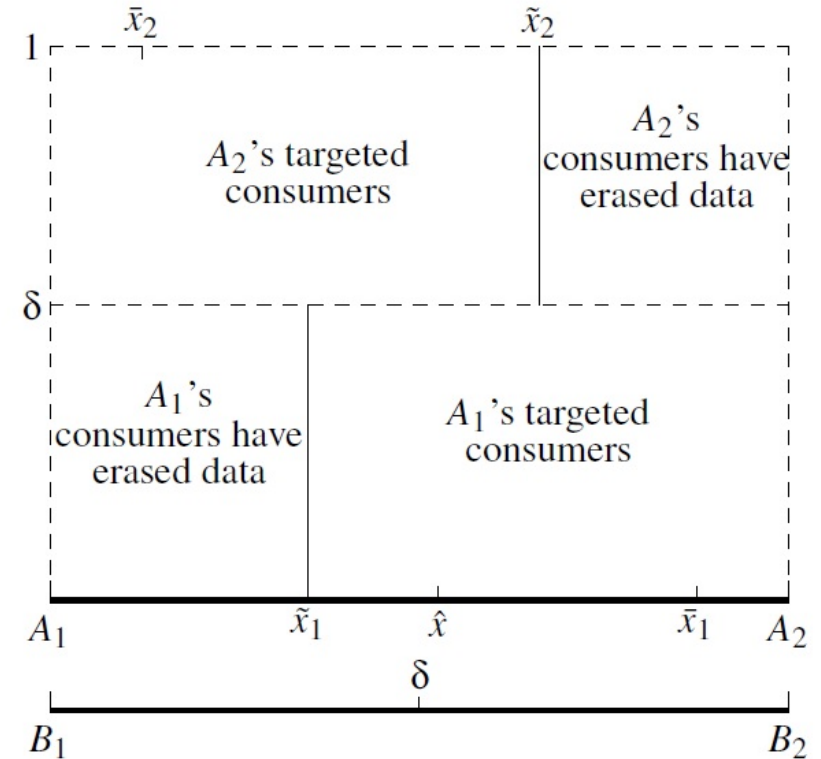 x̄₂ x̃₂
1
A₂'s targeted
consumers
A₂'s
consumers have
erased data
δ
A₁'s
consumers have
erased data
A₁'s targeted
consumers
A₁ x̃₁ x̂ x̄₁ A₂
δ
B₁ B₂